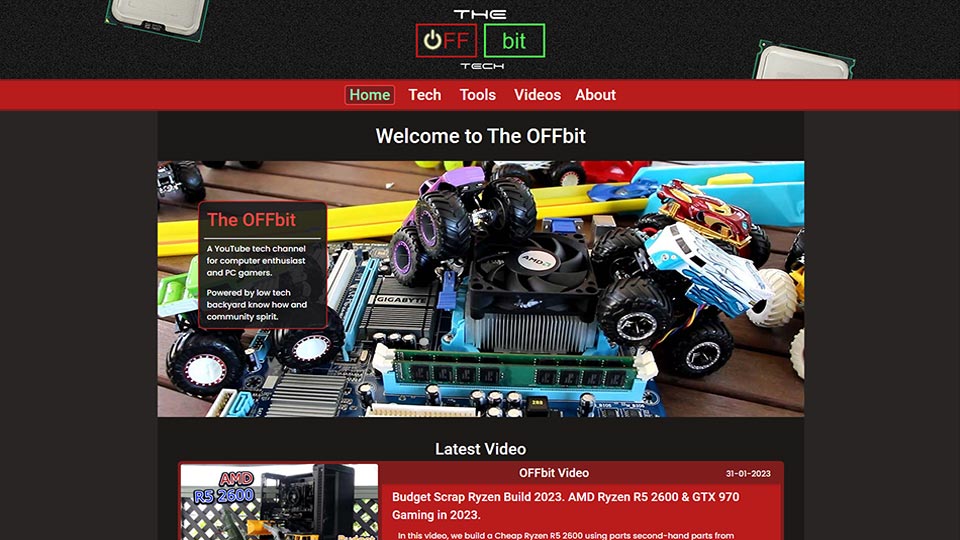 THE
OFF bit
TECH
Home Tech Tools Videos About
Welcome to The OFFbit
The OFFbit
A YouTube tech channel
for computer enthusiast
and PC gamers.
Powered by low tech
backyard know how and
community spirit.
GIGABYTE
AMD
Latest Video
AMD
R5 2600
OFFbit Video
31-01-2023
Budget Scrap Ryzen Build 2023. AMD Ryzen R5 2600 & GTX 970
Gaming in 2023.
In this video, we build a Cheap Ryzen R5 2600 using parts second-hand parts from